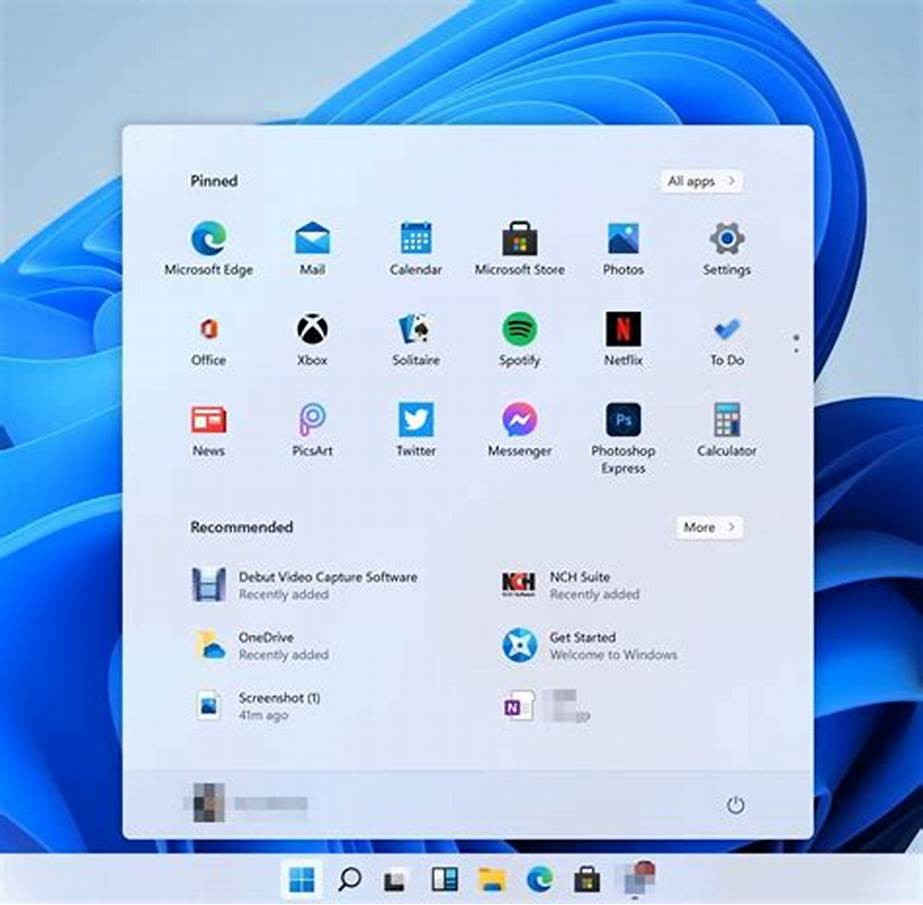 Pinned
All apps
Microsoft Edge
Mail
Calendar
Microsoft Store
Photos
Settings
Office
Xbox
Solitaire
Spotify
Netflix
To Do
News
PicsArt
Twitter
Messenger
Ps
Photoshop
Express
Calculator
Recommended
More
Debut Video Capture Software
Recently added
NCH
NCH Suite
Recently added
OneDrive
Recently added
Get Started
Welcome to Windows
Screenshot (1)
41m ago
N